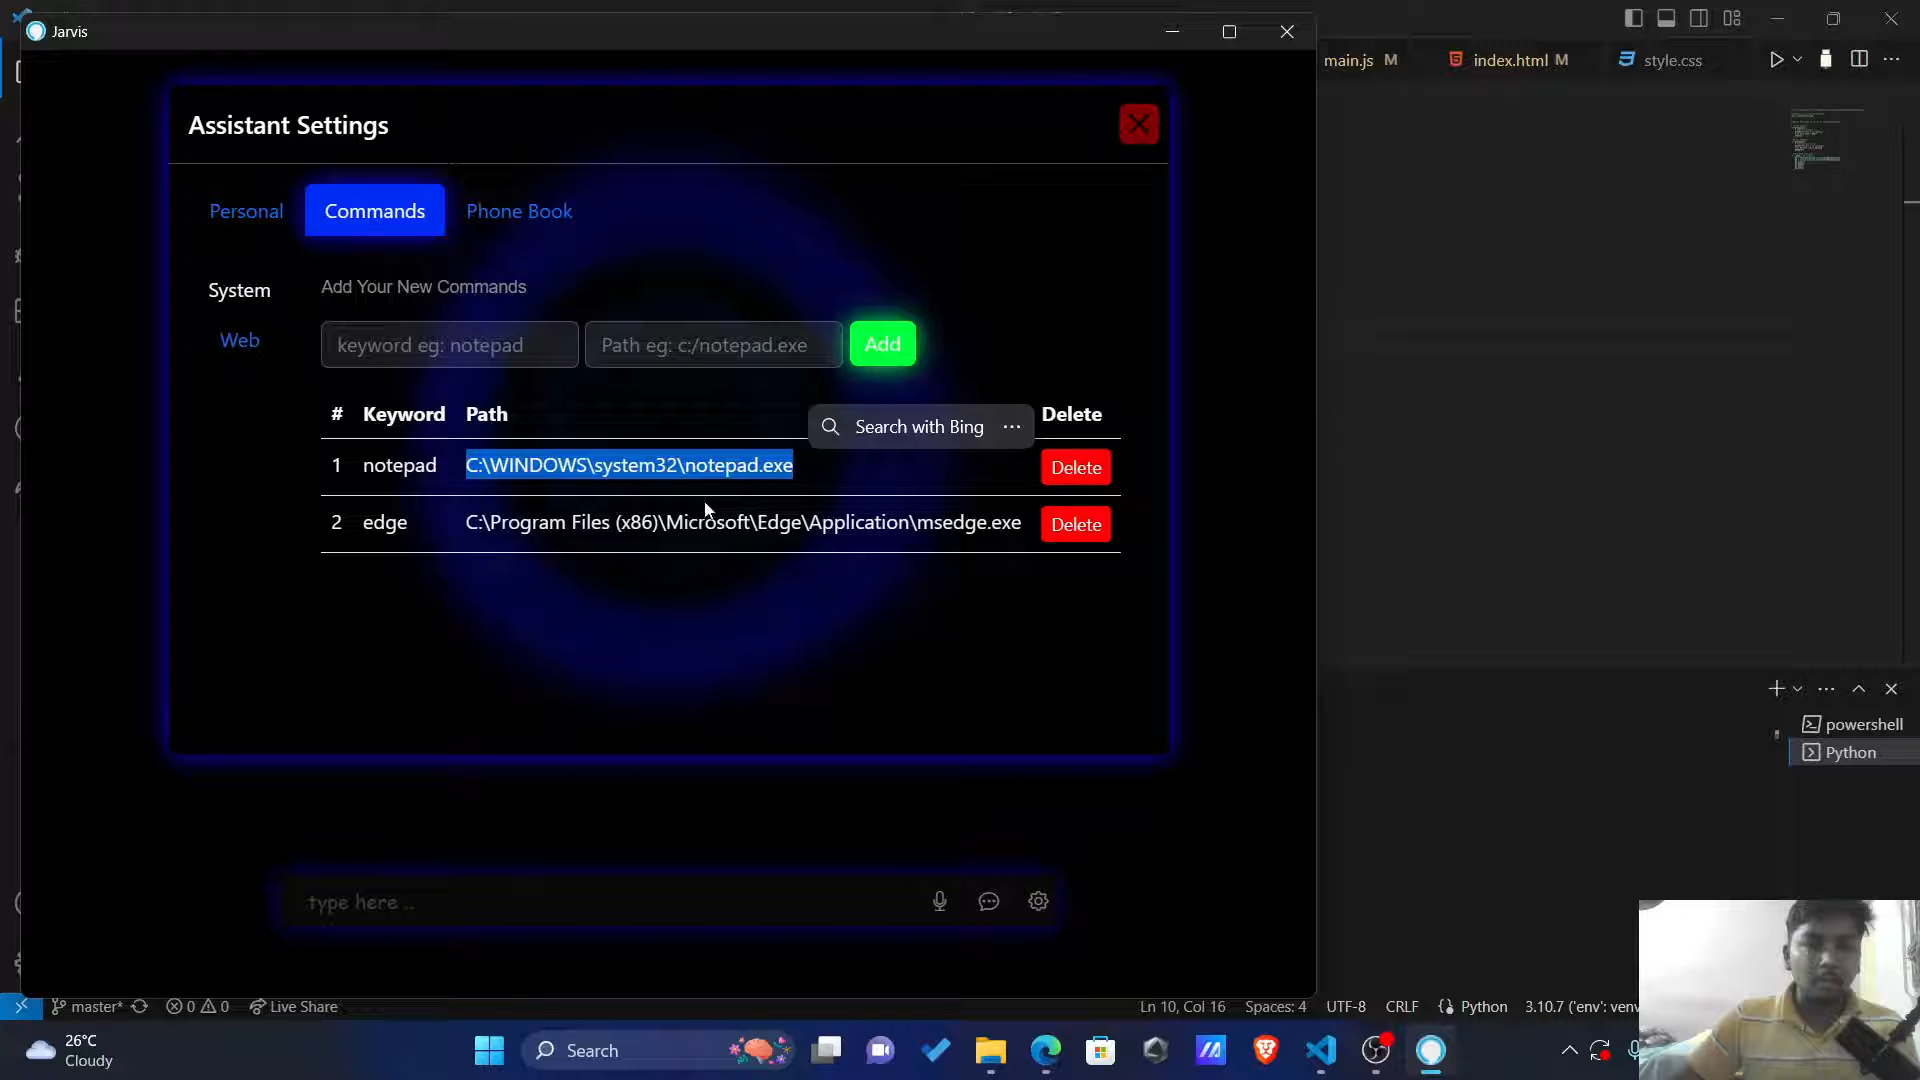 Jarvis
main.js M
index.html M
style.css
Assistant Settings
Personal
Commands
Phone Book
System
Web
Add Your New Commands
keyword eg: notepad
Path eg: c:/notepad.exe
Add
# Keyword Path Delete
Search with Bing
1 notepad C:\WINDOWS\system32\notepad.exe Delete
2 edge C:\Program Files (x86)\Microsoft\Edge\Application\msedge.exe Delete
powershell
Python
type here ..
master*
0 0
Live Share
Ln 10, Col 16
Spaces: 4
UTF-8
CRLF
Python
3.10.7 ('env': venv
26°C
Cloudy
Search